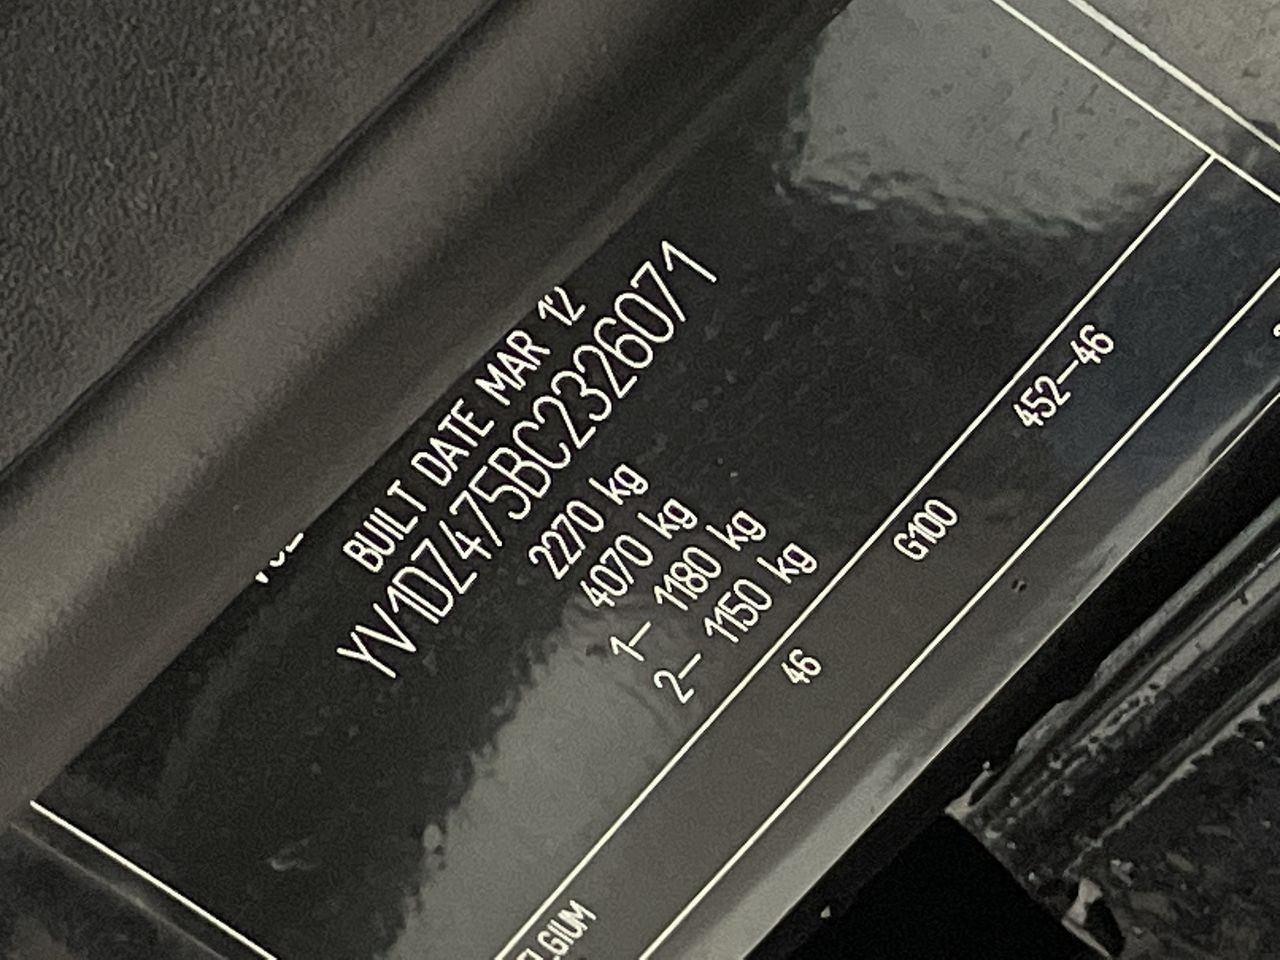 BUILT DATE MAR 12
YV1DZ475BC2326071
2270 kg
4070 kg
1– 1180 kg
2– 1150 kg
46 G100 452–46